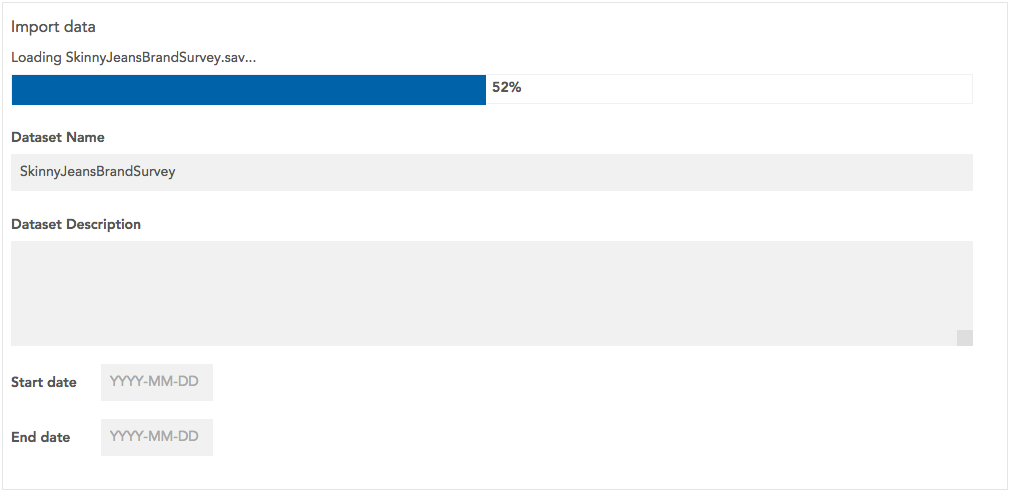 Import data
Loading SkinnyJeansBrandSurvey.sav...
52%
Dataset Name
SkinnyJeansBrandSurvey
Dataset Description
Start date YYYY-MM-DD
End date YYYY-MM-DD